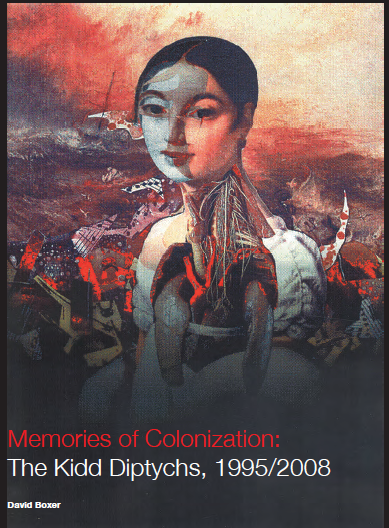 Memories of Colonization:
The Kidd Diptychs, 1995/2008
David Boxer